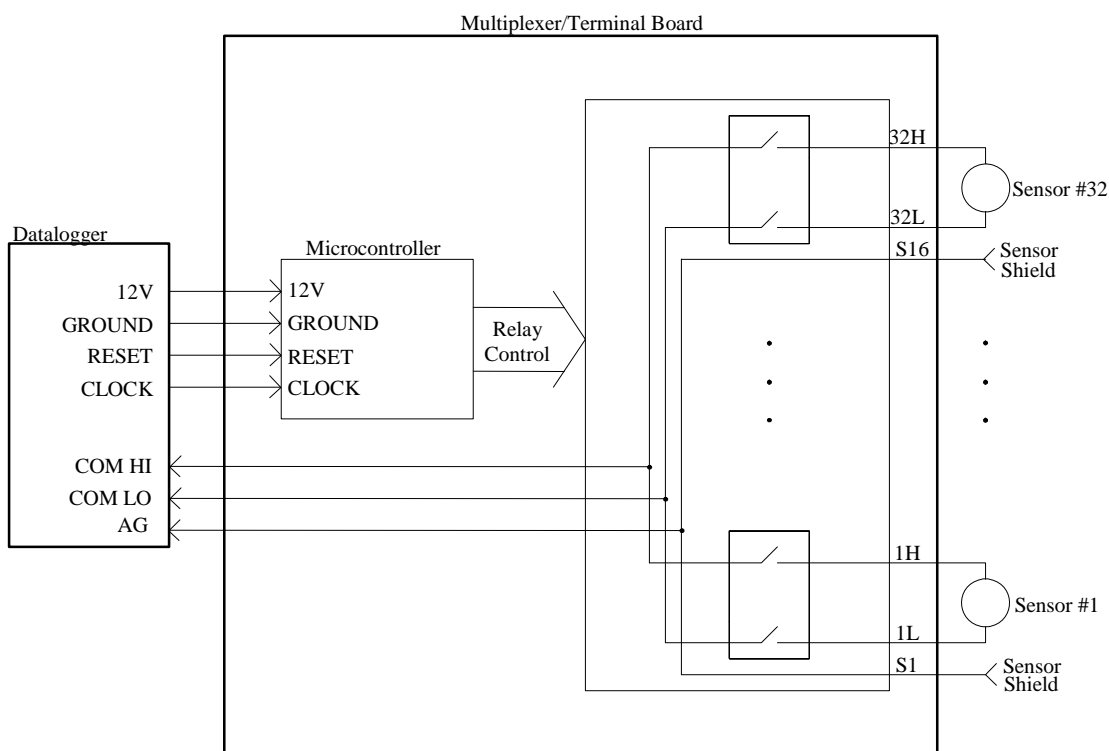 Multiplexer/Terminal Board
Datalogger
12V
GROUND
RESET
CLOCK
COM HI
COM LO
AG
Microcontroller
12V
GROUND
RESET
CLOCK
Relay
Control
32H
32L
S16
Sensor #32
Sensor
Shield
1H
1L
S1
Sensor #1
Sensor
Shield